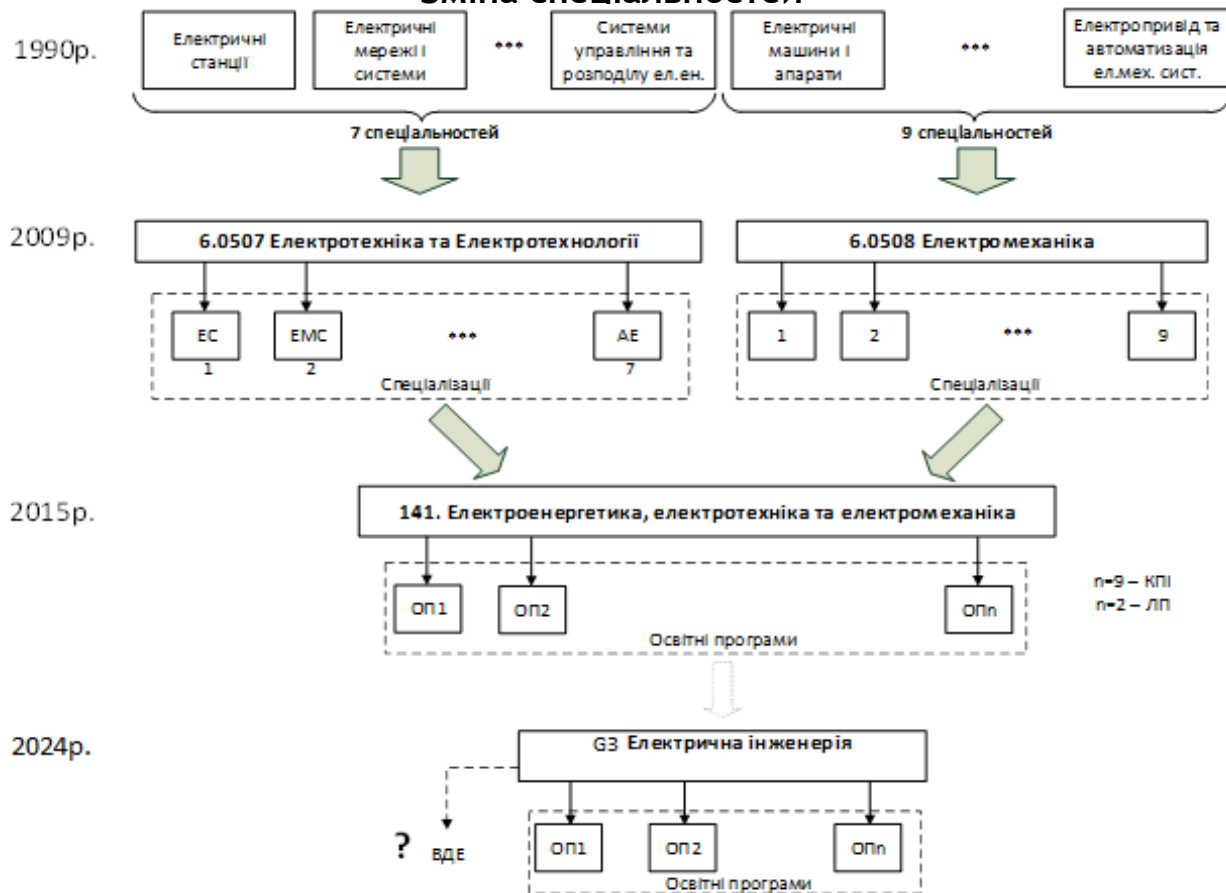 Зміна спеціальностей
1990р.
Електричні
станції
Електричні
мережі і
системи
***
Системи
управління та
розподілу ел.ен.
Електричні
машини і
апарати
***
Електропривід та
автоматизація
ел.мех. сист.
7 спеціальностей
9 спеціальностей
2009р.
6.0507 Електротехніка та Електротехнології
6.0508 Електромеханіка
ЕС
ЕМС
***
АЕ
1
2
***
9
1
2
7
Спеціалізації
Спеціалізації
2015р.
141. Електроенергетика, електротехніка та електромеханіка
ОП1
ОП2
ОПn
n=9 – КПІ
n=2 – ЛП
Освітні програми
2024р.
G3 Електрична інженерія
? ВДЕ
ОП1
ОП2
ОПn
Освітні програми